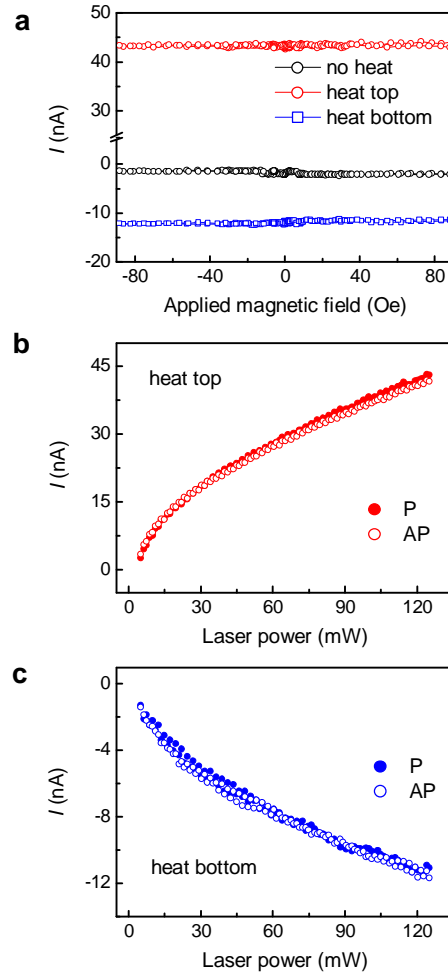 a
50
40
30
0
-10
-20
I (nA)
no heat
heat top
heat bottom
-80 -40 0 40 80
Applied magnetic field (Oe)
b
45
30
15
0
I (nA)
heat top
P
AP
0 30 60 90 120
Laser power (mW)
c
0
-4
-8
-12
I (nA)
P
AP
heat bottom
0 30 60 90 120
Laser power (mW)